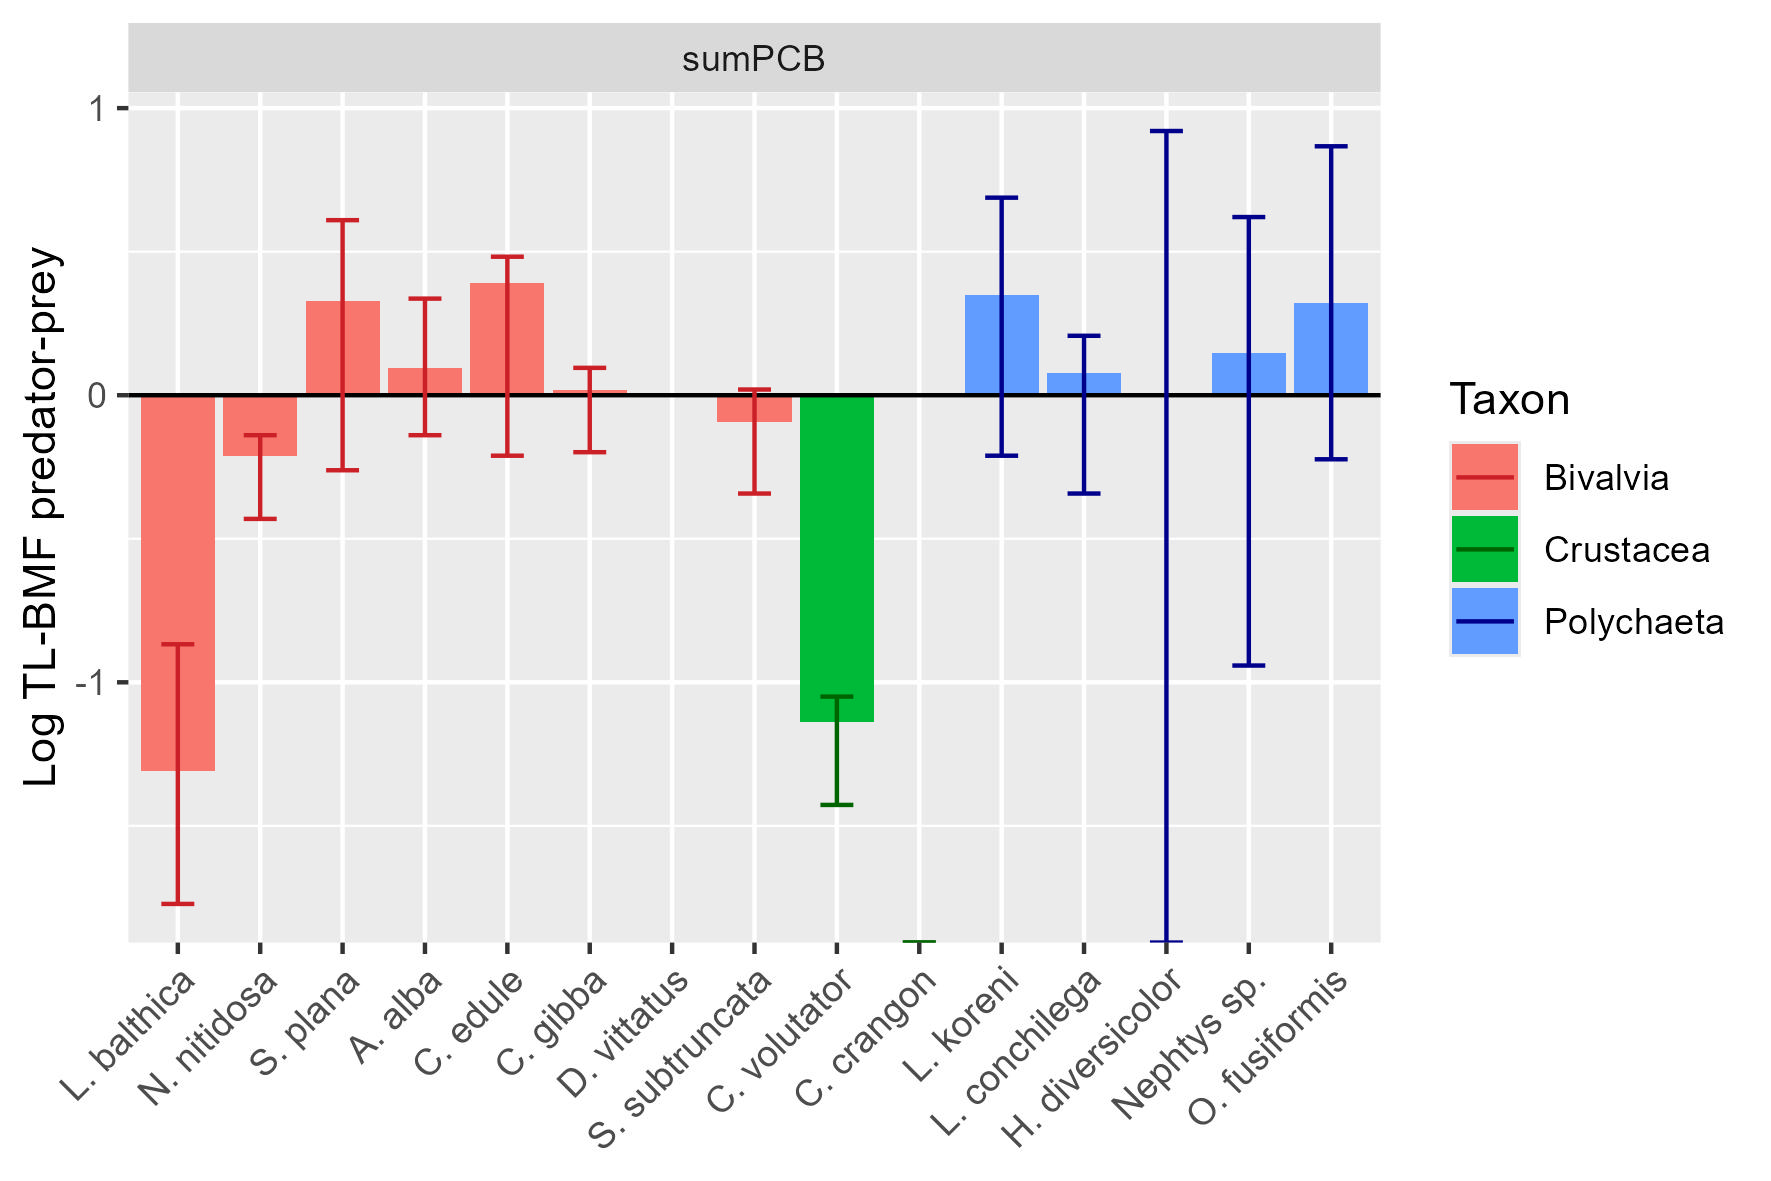 sumPCB
1
0
-1
Log TL-BMF predator-prey
L. balthica
N. nitidosa
S. plana
A. alba
C. edule
C. gibba
D. vittatus
S. subtruncata
C. volutator
C. crangon
L. koreni
L. conchilega
H. diversicolor
Nephtys sp.
O. fusiformis
Taxon
Bivalvia
Crustacea
Polychaeta